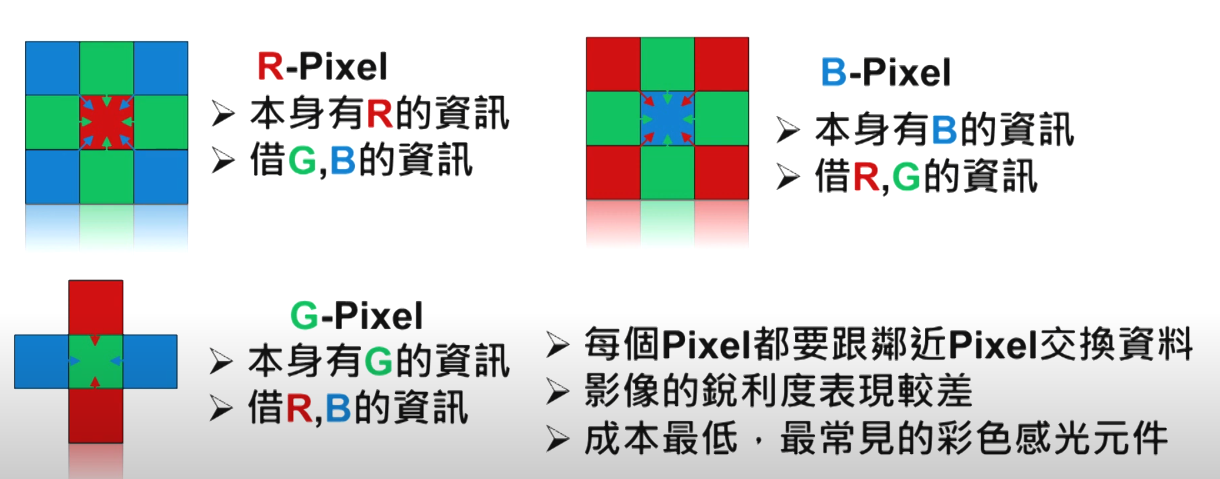 R-Pixel
➢ 本身有R的資訊
➢ 借G,B的資訊
B-Pixel
➢ 本身有B的資訊
➢ 借R,G的資訊
G-Pixel
➢ 本身有G的資訊
➢ 借R,B的資訊
➢ 每個Pixel都要跟鄰近Pixel交換資料
➢ 影像的銳利度表現較差
➢ 成本最低，最常見的彩色感光元件